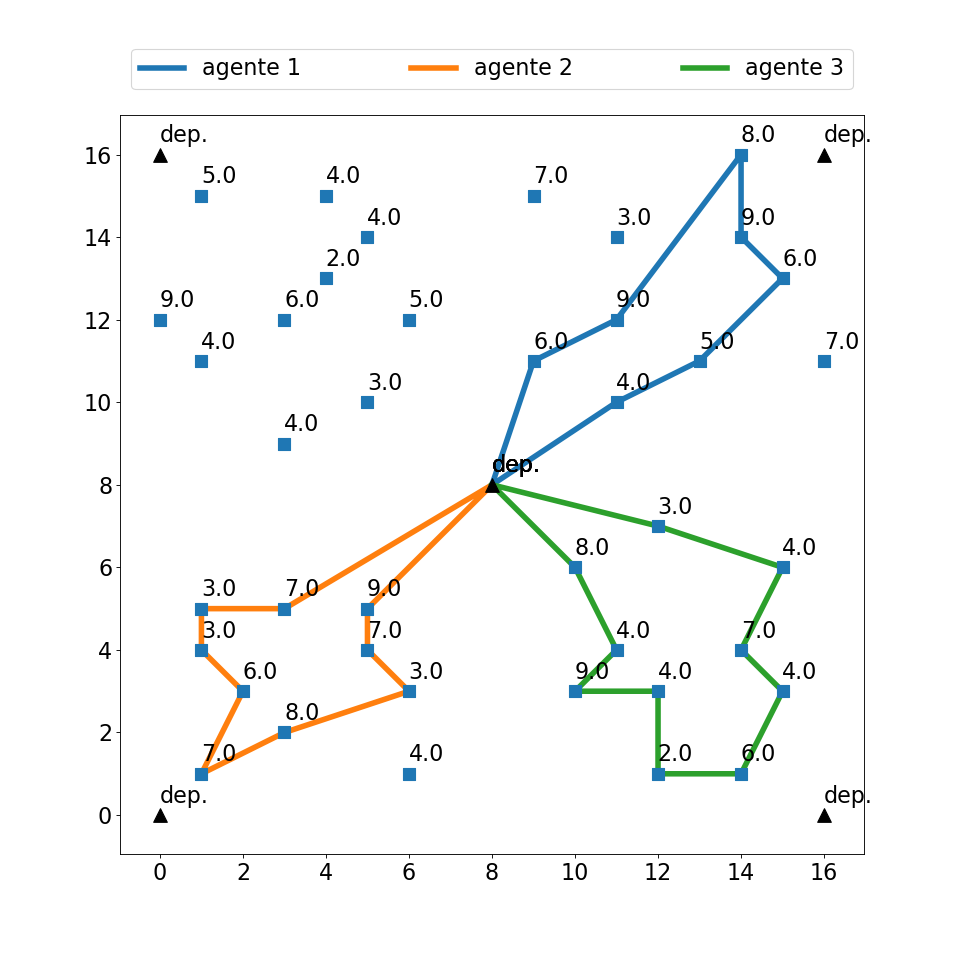 agente 1 agente 2 agente 3
dep. 8.0 dep.
16
5.0 4.0 7.0
4.0 3.0 9.0
14
2.0 6.0
9.0 6.0 5.0 9.0
12
4.0 6.0 5.0 7.0
3.0 4.0
10
4.0
dep.
8
3.0
8.0 4.0
6
3.0 7.0 9.0
3.0 7.0 4.0 7.0
4
6.0 3.0 9.0 4.0 4.0
8.0
2
7.0 4.0 2.0 6.0
dep. dep.
0
0 2 4 6 8 10 12 14 16